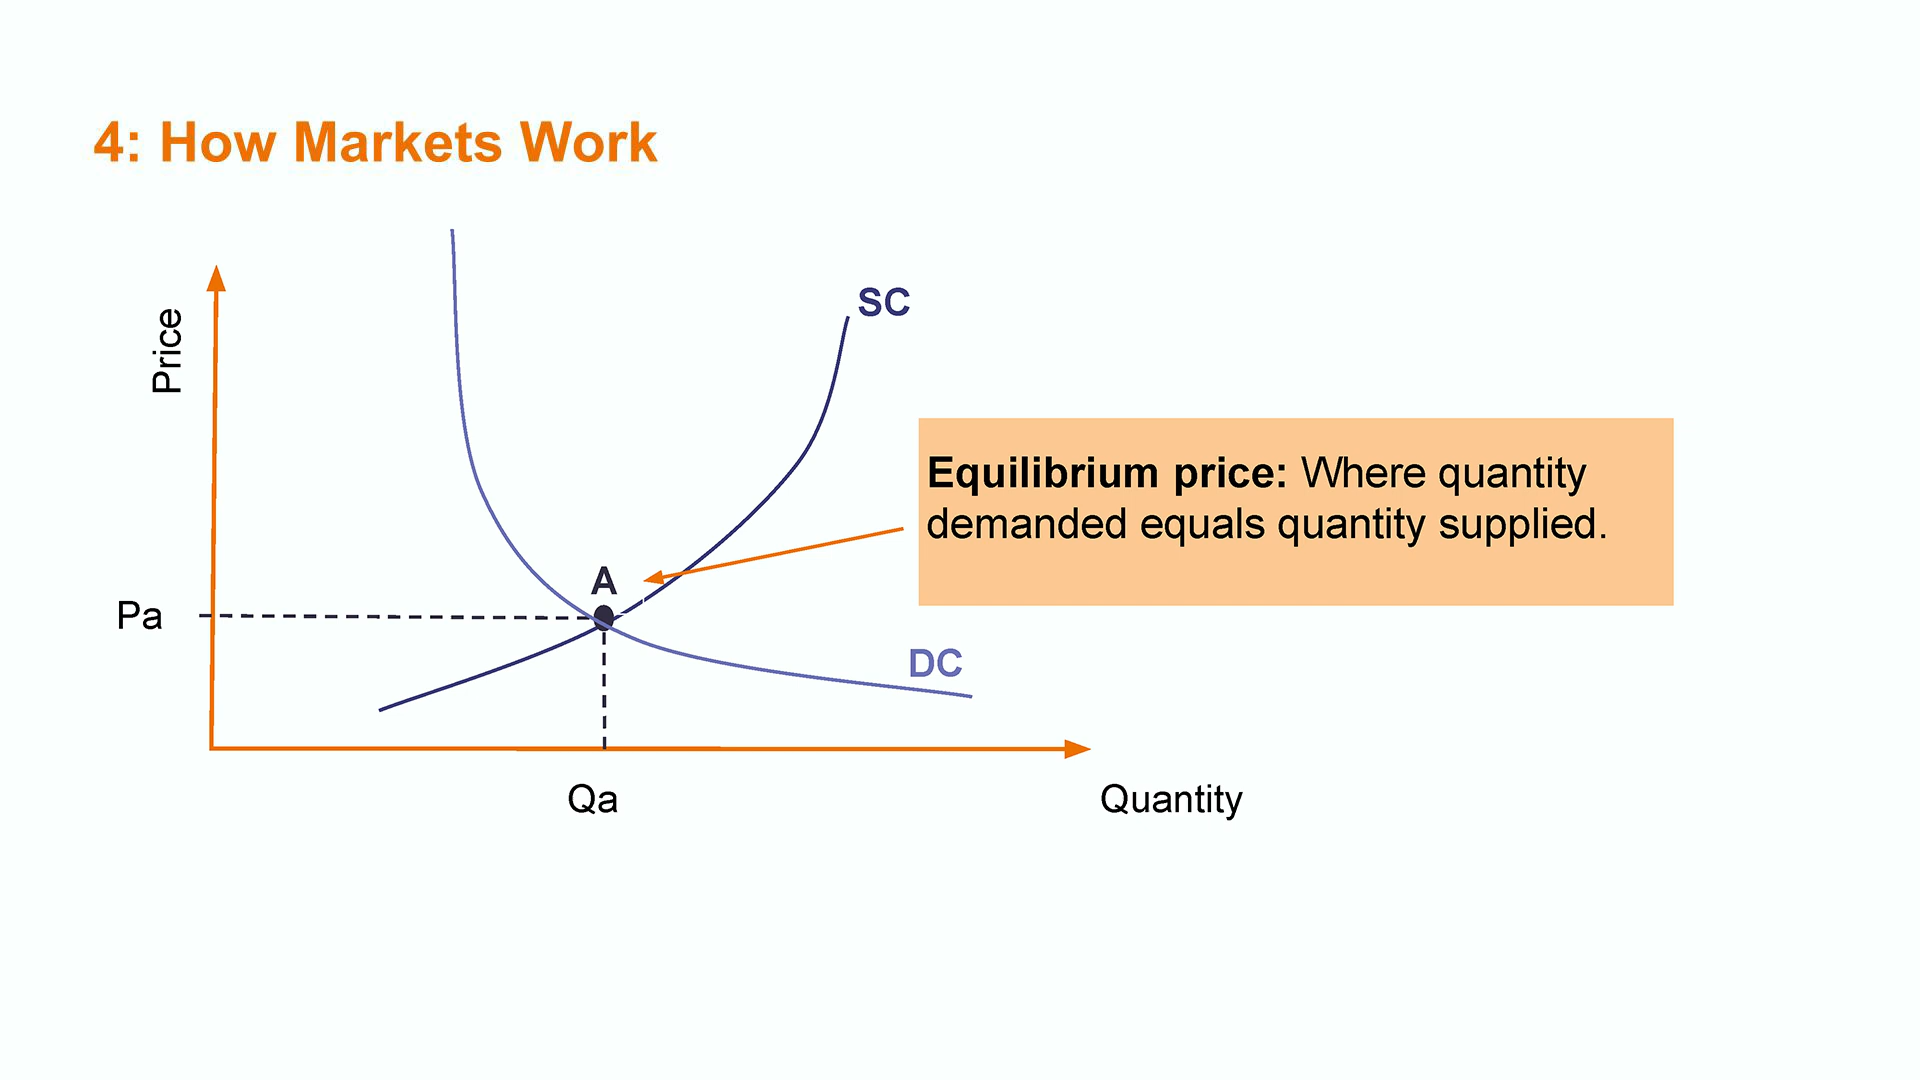 4: How Markets Work
Price
SC
Equilibrium price: Where quantity
demanded equals quantity supplied.
A
Pa
DC
Qa
Quantity